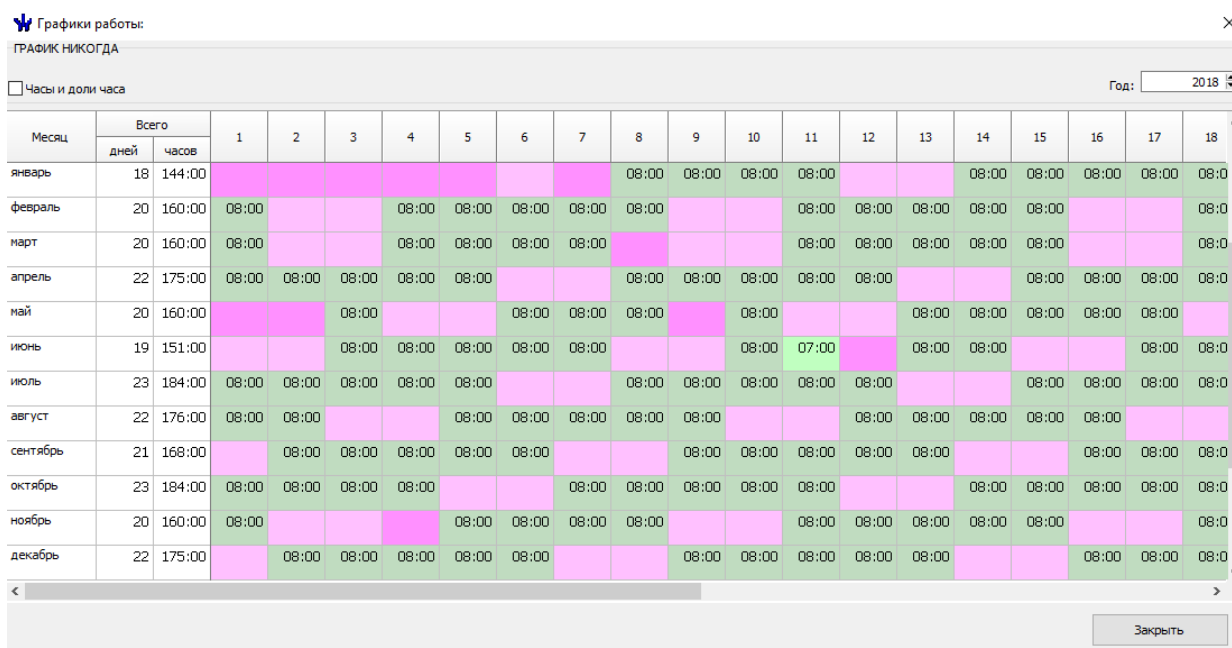 Графики работы:
ГРАФИК НИКОГДА
Часы и доли часа Год: 2018
Месяц Всего 1 2 3 4 5 6 7 8 9 10 11 12 13 14 15 16 17 18
дней часов
январь 18 144:00 08:00 08:00 08:00 08:00 08:00 08:00 08:00 08:00 08:0
февраль 20 160:00 08:00 08:00 08:00 08:00 08:00 08:00 08:00 08:00 08:00 08:00 08:00 08:0
март 20 160:00 08:00 08:00 08:00 08:00 08:00 08:00 08:00 08:00 08:00 08:00 08:0
апрель 22 175:00 08:00 08:00 08:00 08:00 08:00 08:00 08:00 08:00 08:00 08:00 08:00 08:00 08:00 08:0
май 20 160:00 08:00 08:00 08:00 08:00 08:00 08:00 08:00 08:00 08:00 08:00
июнь 19 151:00 08:00 08:00 08:00 08:00 08:00 08:00 07:00 08:00 08:00 08:00 08:0
июль 23 184:00 08:00 08:00 08:00 08:00 08:00 08:00 08:00 08:00 08:00 08:00 08:00 08:00 08:00 08:0
август 22 176:00 08:00 08:00 08:00 08:00 08:00 08:00 08:00 08:00 08:00 08:00 08:00 08:00
сентябрь 21 168:00 08:00 08:00 08:00 08:00 08:00 08:00 08:00 08:00 08:00 08:00 08:00 08:00 08:0
октябрь 23 184:00 08:00 08:00 08:00 08:00 08:00 08:00 08:00 08:00 08:00 08:00 08:00 08:00 08:00 08:0
ноябрь 20 160:00 08:00 08:00 08:00 08:00 08:00 08:00 08:00 08:00 08:00 08:00 08:0
декабрь 22 175:00 08:00 08:00 08:00 08:00 08:00 08:00 08:00 08:00 08:00 08:00 08:00 08:00 08:0
Закрыть